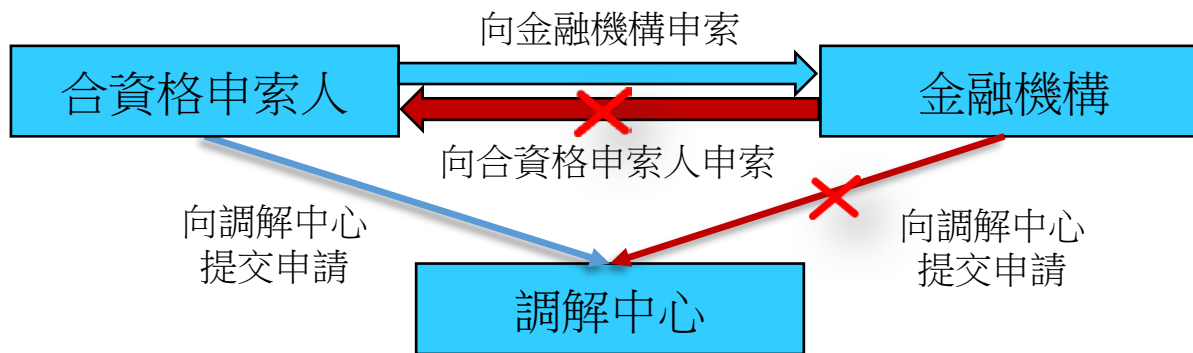 向金融機構申索
合資格申索人
金融機構
向合資格申索人申索
向調解中心
提交申請
向調解中心
提交申請
調解中心